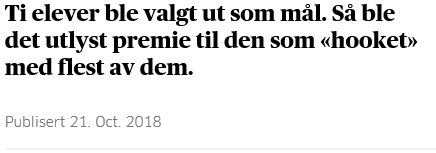 Ti elever ble valgt ut som mål. Så ble
det utlyst premie til den som «hooket»
med flest av dem.
Publisert 21. Oct. 2018